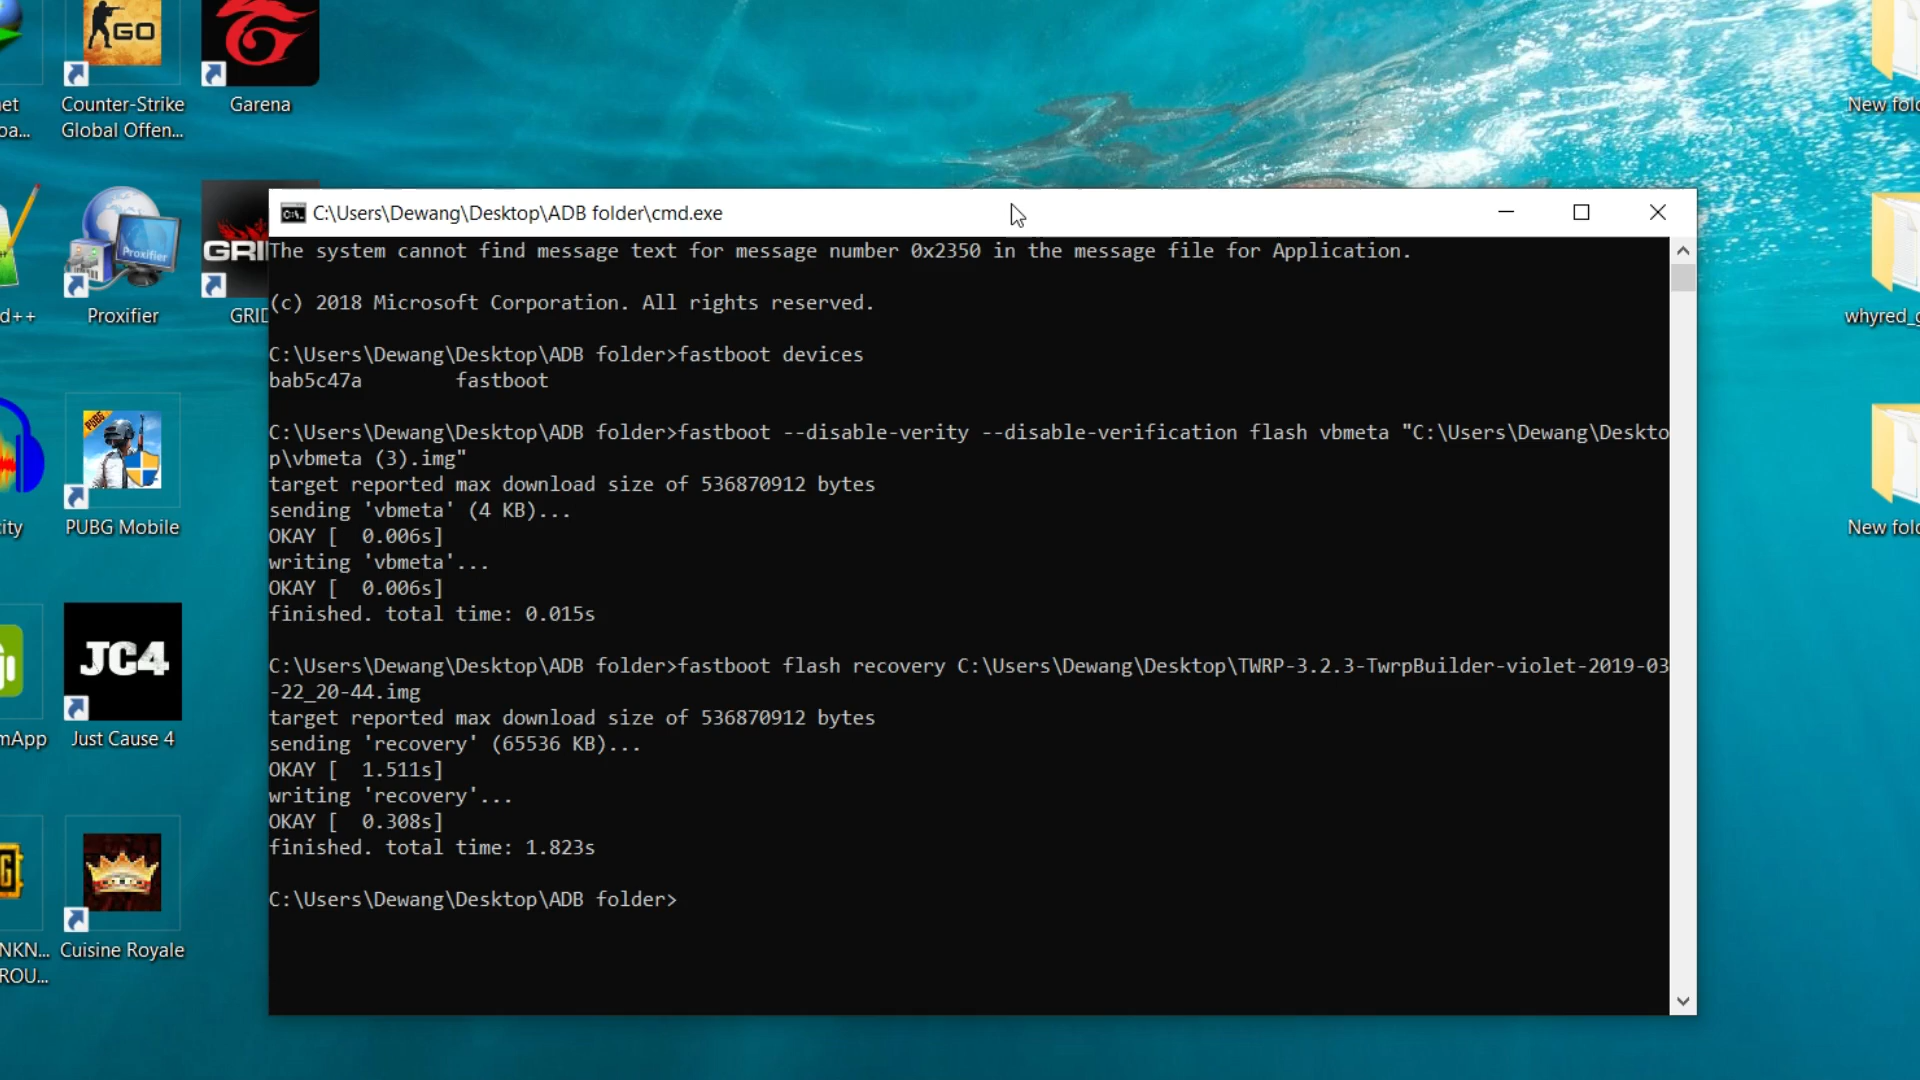 GO
Counter-Strike
Global Offen...
Garena
New fol
C:\Users\Dewang\Desktop\ADB folder\cmd.exe
The system cannot find message text for message number 0x2350 in the message file for Application.
(c) 2018 Microsoft Corporation. All rights reserved.
C:\Users\Dewang\Desktop\ADB folder>fastboot devices
bab5c47a        fastboot
C:\Users\Dewang\Desktop\ADB folder>fastboot --disable-verity --disable-verification flash vbmeta "C:\Users\Dewang\Deskto
p\vbmeta (3).img"
target reported max download size of 536870912 bytes
sending 'vbmeta' (4 KB)...
OKAY [  0.006s]
writing 'vbmeta'...
OKAY [  0.006s]
finished. total time: 0.015s
C:\Users\Dewang\Desktop\ADB folder>fastboot flash recovery C:\Users\Dewang\Desktop\TWRP-3.2.3-TwrpBuilder-violet-2019-03
-22_20-44.img
target reported max download size of 536870912 bytes
sending 'recovery' (65536 KB)...
OKAY [  1.511s]
writing 'recovery'...
OKAY [  0.308s]
finished. total time: 1.823s
C:\Users\Dewang\Desktop\ADB folder>
d++
Proxifier
Proxifier
GRID
whyred_
city
PUBG
PUBG Mobile
New fol
JC4
mApp
Just Cause 4
NKN...
ROU...
Cuisine Royale